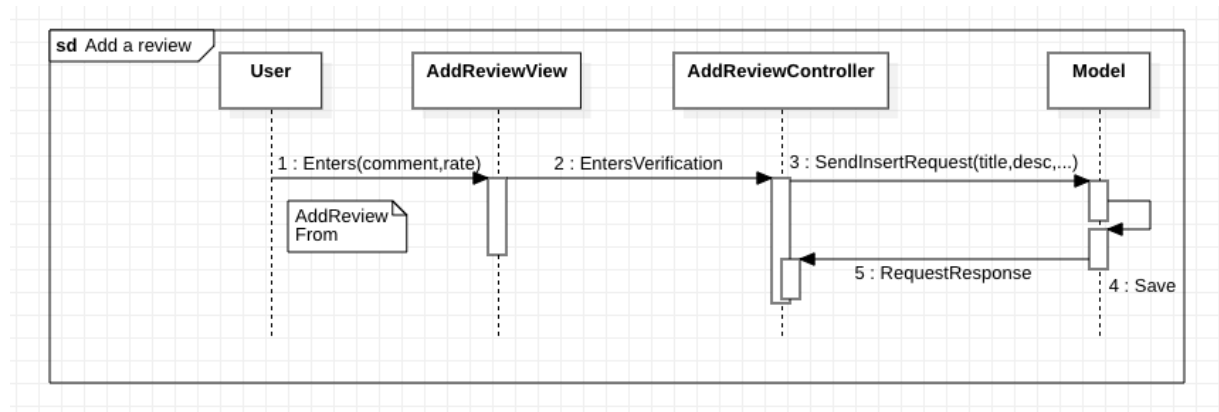 sd Add a review
User
AddReviewView
AddReviewController
Model
1 : Enters(comment,rate)
2 : EntersVerification
3 : SendInsertRequest(title,desc,...)
AddReview
From
5 : RequestResponse
4 : Save